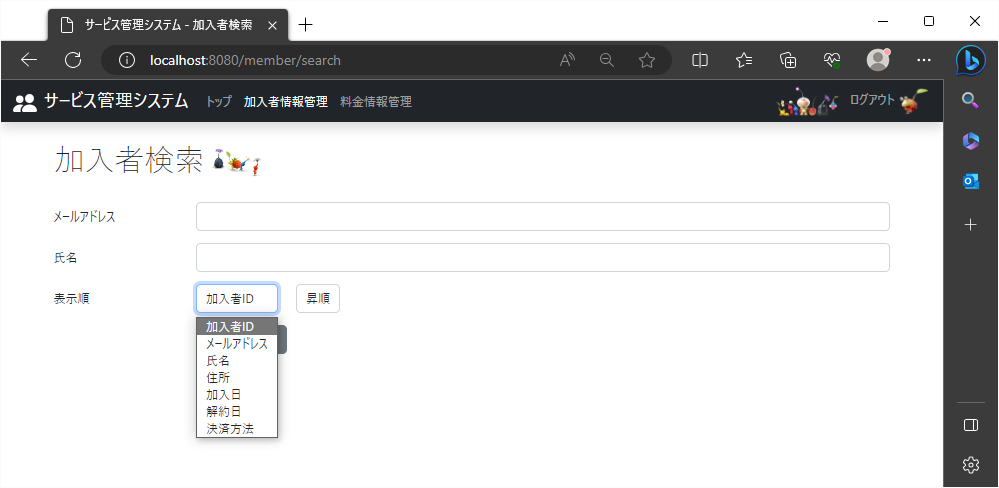 サービス管理システム - 加入者検索
localhost:8080/member/search
サービス管理システム トップ 加入者情報管理 料金情報管理 ログアウト
加入者検索
メールアドレス
氏名
表示順 加入者ID 昇順
加入者ID
メールアドレス
氏名
住所
加入日
解約日
決済方法